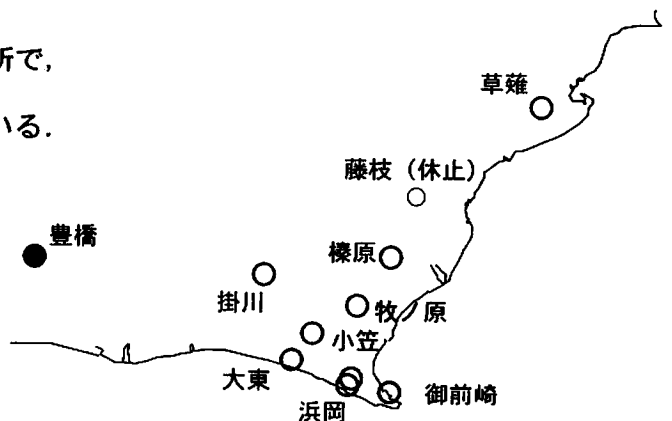 所で,
いる.
草薙
藤枝（休止）
豊橋
榛原
掛川
牧ノ原
小笠
大東
御前崎
浜岡